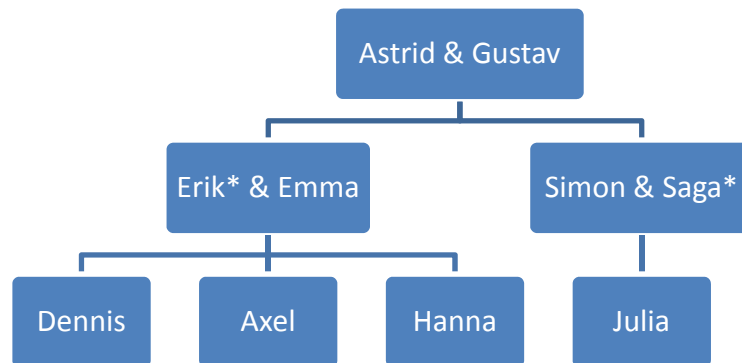 Astrid & Gustav
Erik* & Emma
Simon & Saga*
Dennis
Axel
Hanna
Julia